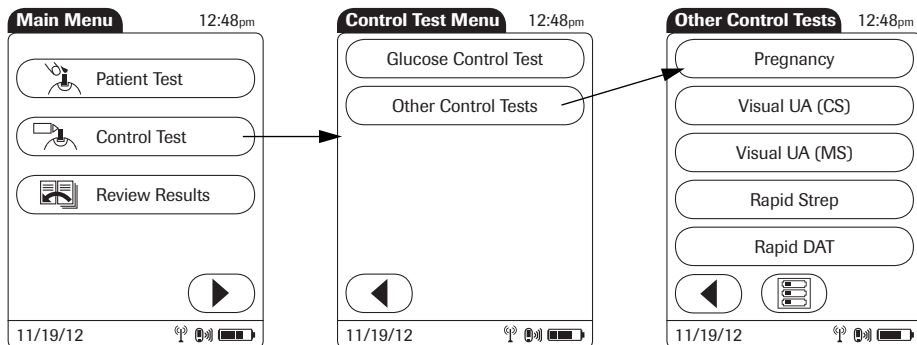 Main Menu 12:48pm
Patient Test
Control Test
Review Results
11/19/12
Control Test Menu 12:48pm
Glucose Control Test
Other Control Tests
11/19/12
Other Control Tests 12:48pm
Pregnancy
Visual UA (CS)
Visual UA (MS)
Rapid Strep
Rapid DAT
11/19/12